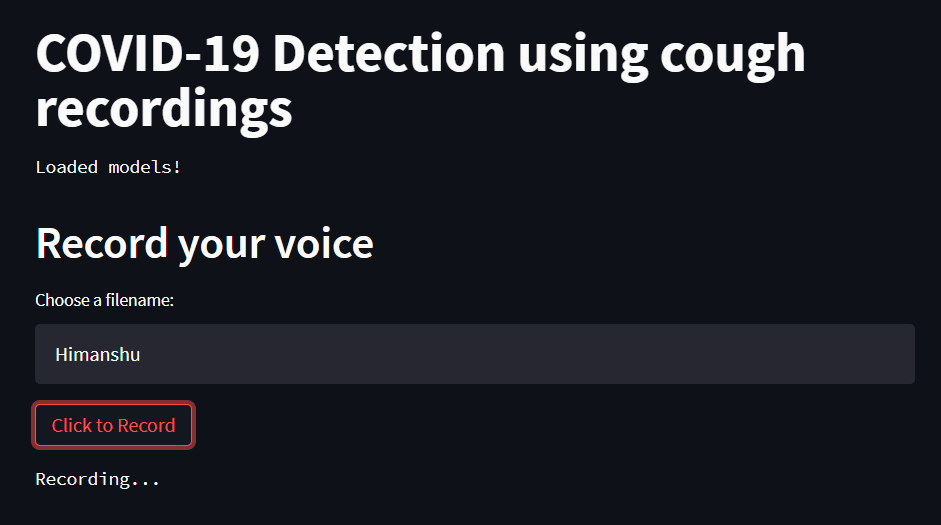 COVID-19 Detection using cough
recordings
Loaded models!
Record your voice
Choose a filename:
Himanshu
Click to Record
Recording...